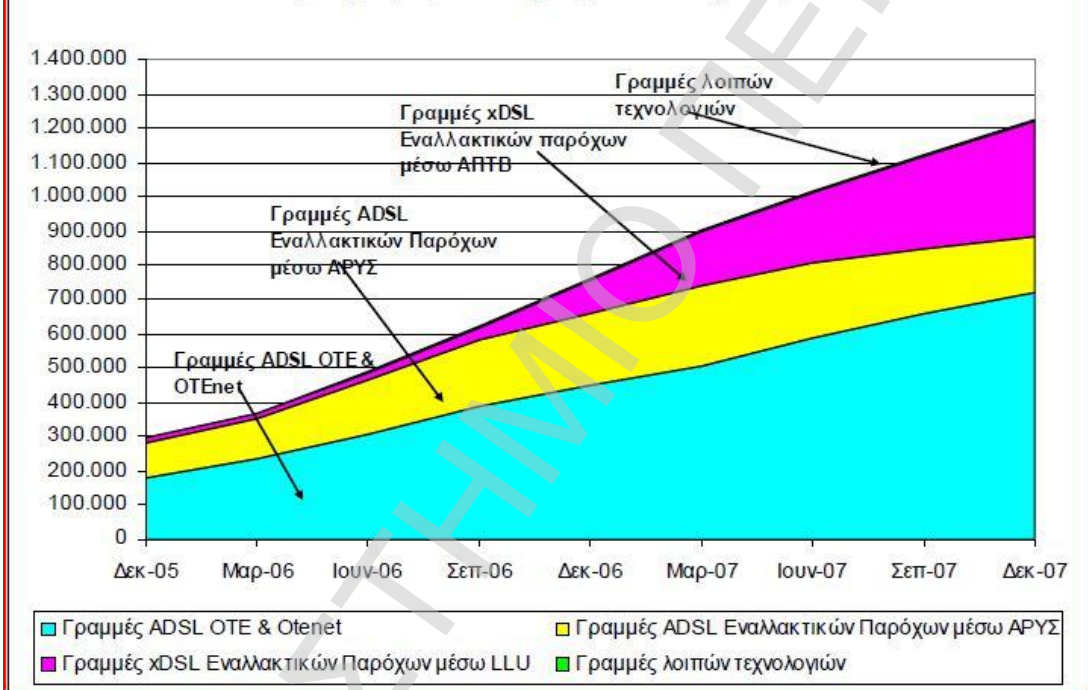 1.400.000
1.300.000
1.200.000
1.100.000
1.000.000
900.000
800.000
700.000
600.000
500.000
400.000
300.000
200.000
100.000
0
Γραμμές λοιπών
τεχνολογιών
Γραμμές xDSL
Εναλλακτικών παρόχων
μέσω ΑΠΤΒ
Γραμμές ADSL
Εναλλακτικών Παρόχων
μέσω ΑΡΥΣ
Γραμμές ADSL OTE &
OTEnet
Δεκ-05 Μαρ-06 Ιουν-06 Σεπ-06 Δεκ-06 Μαρ-07 Ιουν-07 Σεπ-07 Δεκ-07
Γραμμές ADSL OTE & Otenet Γραμμές ADSL Εναλλακτικών Παρόχων μέσω ΑΡΥΣ
Γραμμές xDSL Εναλλακτικών Παρόχων μέσω LLU Γραμμές λοιπών τεχνολογιών